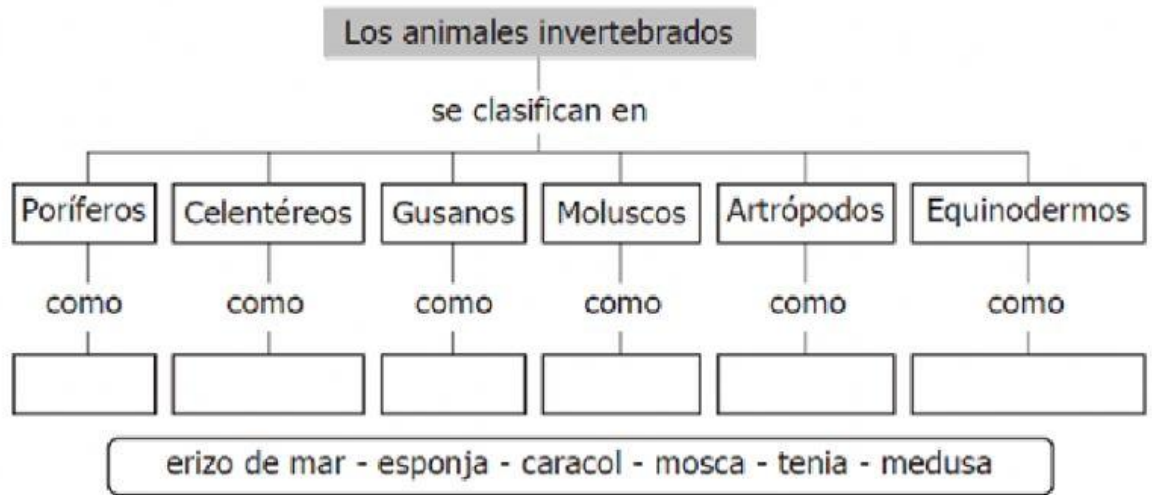 Los animales invertebrados
se clasifican en
Poríferos Celentéreos Gusanos Moluscos Artrópodos Equinodermos
como como como como como como
erizo de mar - esponja - caracol - mosca - tenia - medusa